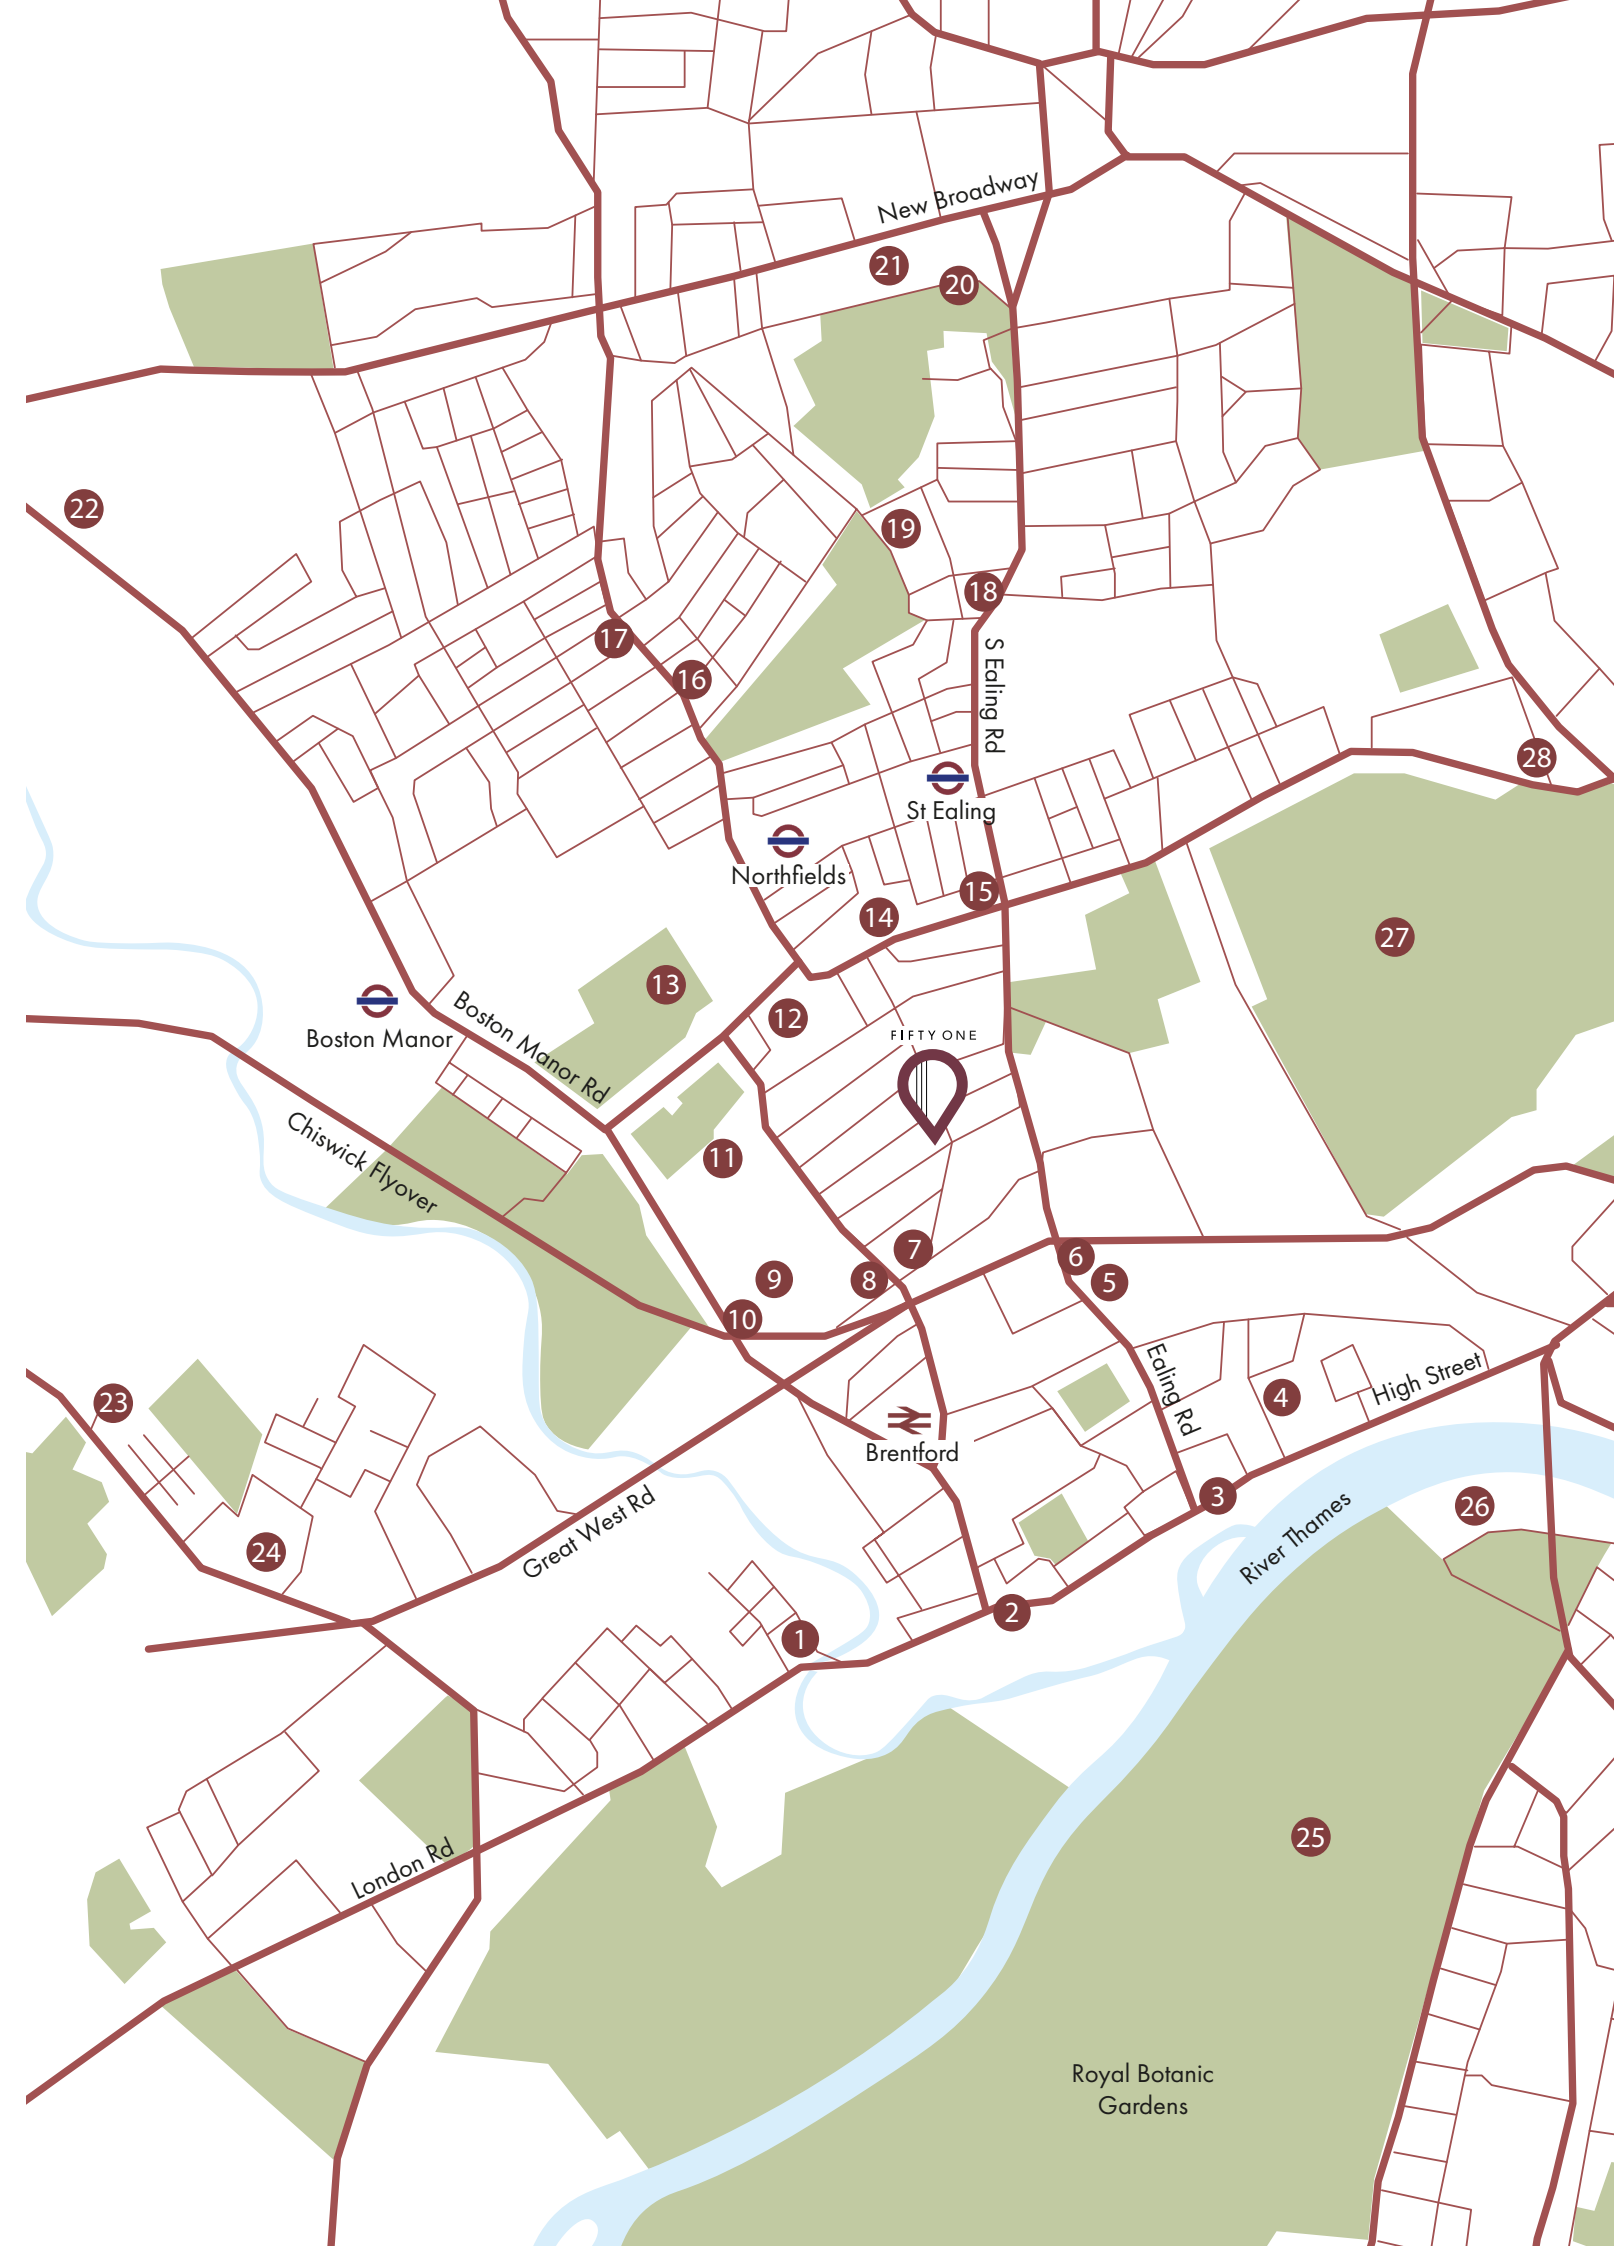 New Broadway
21
20
22
19
18
17
S Ealing Rd
16
28
St Ealing
Northfields
15
14
27
13
Boston Manor
Boston Manor Rd
12
FIFTY ONE
Chiswick Flyover
11
7
6
9
8
5
10
Ealing Rd
High Street
23
4
Brentford
Great West Rd
3
River Thames
26
24
2
1
25
London Rd
Royal Botanic
Gardens